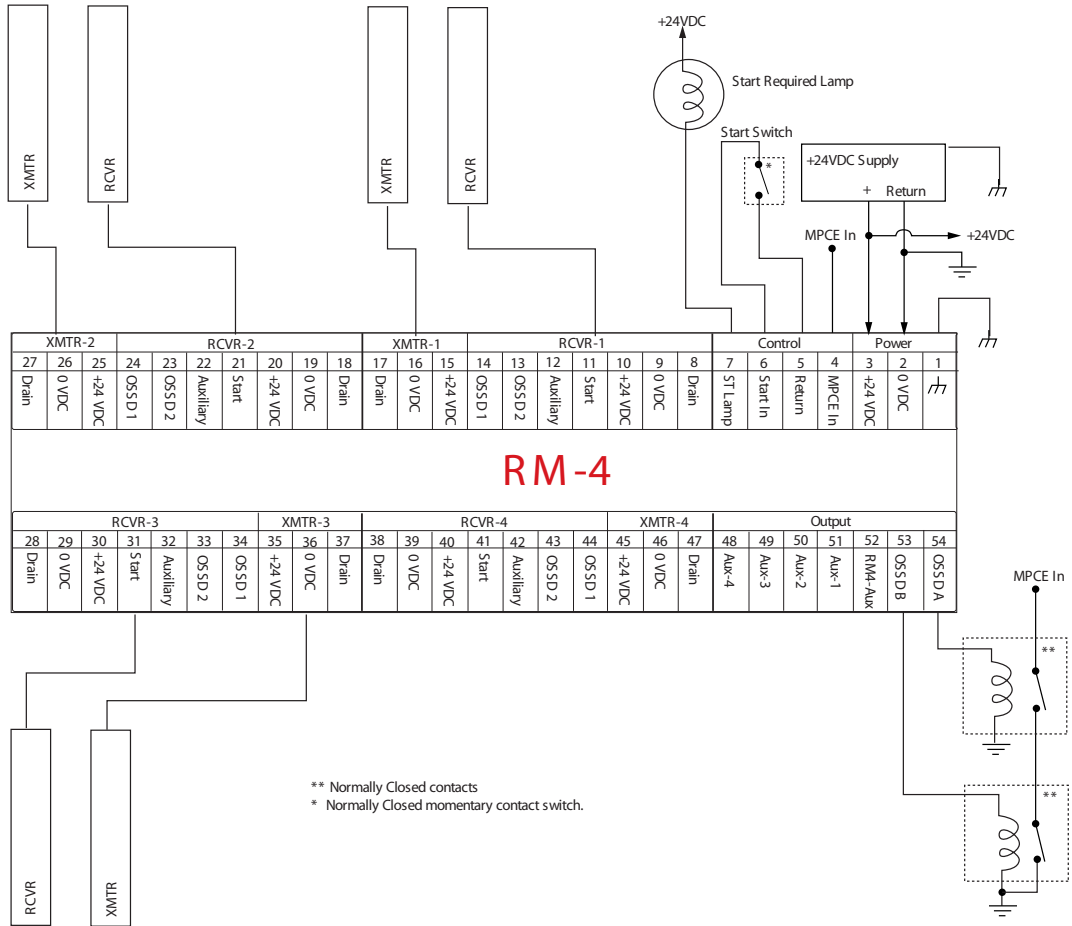 +24VDC
Start Required Lamp
Start Switch
*
+24VDC Supply
+ Return
MPCE In
+24VDC
XMTR
RCVR
XMTR
RCVR
XMTR-2 RCVR-2 XMTR-1 RCVR-1 Control Power
27 26 25 24 23 22 21 20 19 18 17 16 15 14 13 12 11 10 9 8 7 6 5 4 3 2 1
Drain
0 VDC
+24 VDC
OSSD 1
OSSD 2
Auxiliary
Start
+24 VDC
0 VDC
Drain
Drain
0 VDC
+24 VDC
OSSD 1
OSSD 2
Auxiliary
Start
+24 VDC
0 VDC
Drain
ST Lamp
Start In
Return
MPCE In
+24 VDC
0 VDC
RM-4
RCVR-3 XMTR-3 RCVR-4 XMTR-4 Output
28 29 30 31 32 33 34 35 36 37 38 39 40 41 42 43 44 45 46 47 48 49 50 51 52 53 54
Drain
0 VDC
+24 VDC
Start
Auxiliary
OSSD 2
OSSD 1
+24 VDC
0 VDC
Drain
Drain
0 VDC
+24 VDC
Start
Auxiliary
OSSD 2
OSSD 1
+24 VDC
0 VDC
Drain
Aux-4
Aux-3
Aux-2
Aux-1
RM4-Aux
OSSD B
OSSD A
MPCE In
**
**
RCVR
XMTR
** Normally Closed contacts
* Normally Closed momentary contact switch.